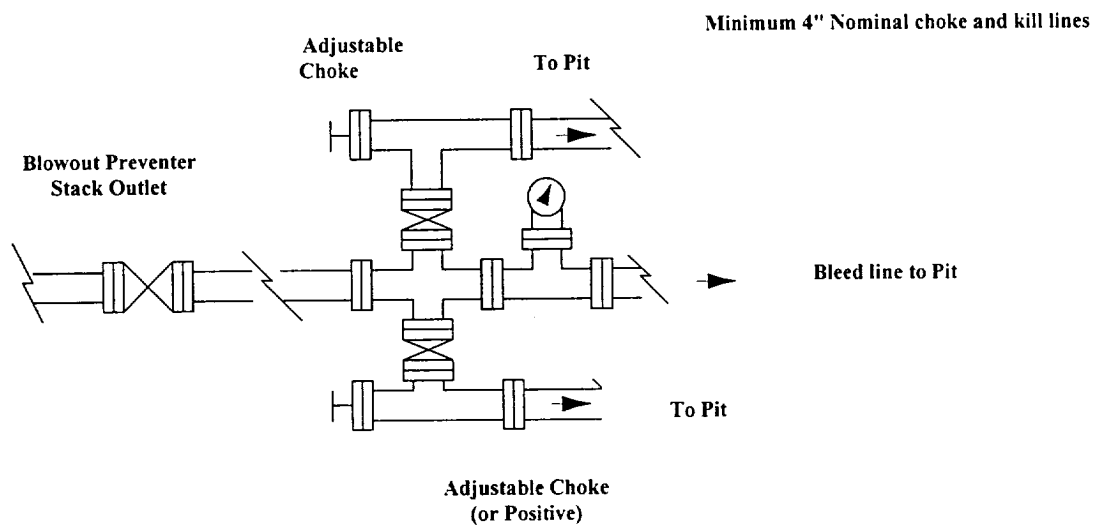 Minimum 4" Nominal choke and kill lines
Adjustable
Choke
To Pit
Blowout Preventer
Stack Outlet
Bleed line to Pit
To Pit
Adjustable Choke
(or Positive)